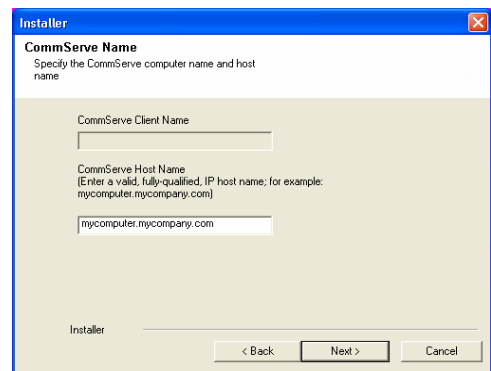 Installer
CommServe Name
Specify the CommServe computer name and host
name
CommServe Client Name
CommServe Host Name
(Enter a valid, fully-qualified, IP host name; for example:
mycomputer.mycompany.com)
mycomputer.mycompany.com
Installer
< Back
Next >
Cancel